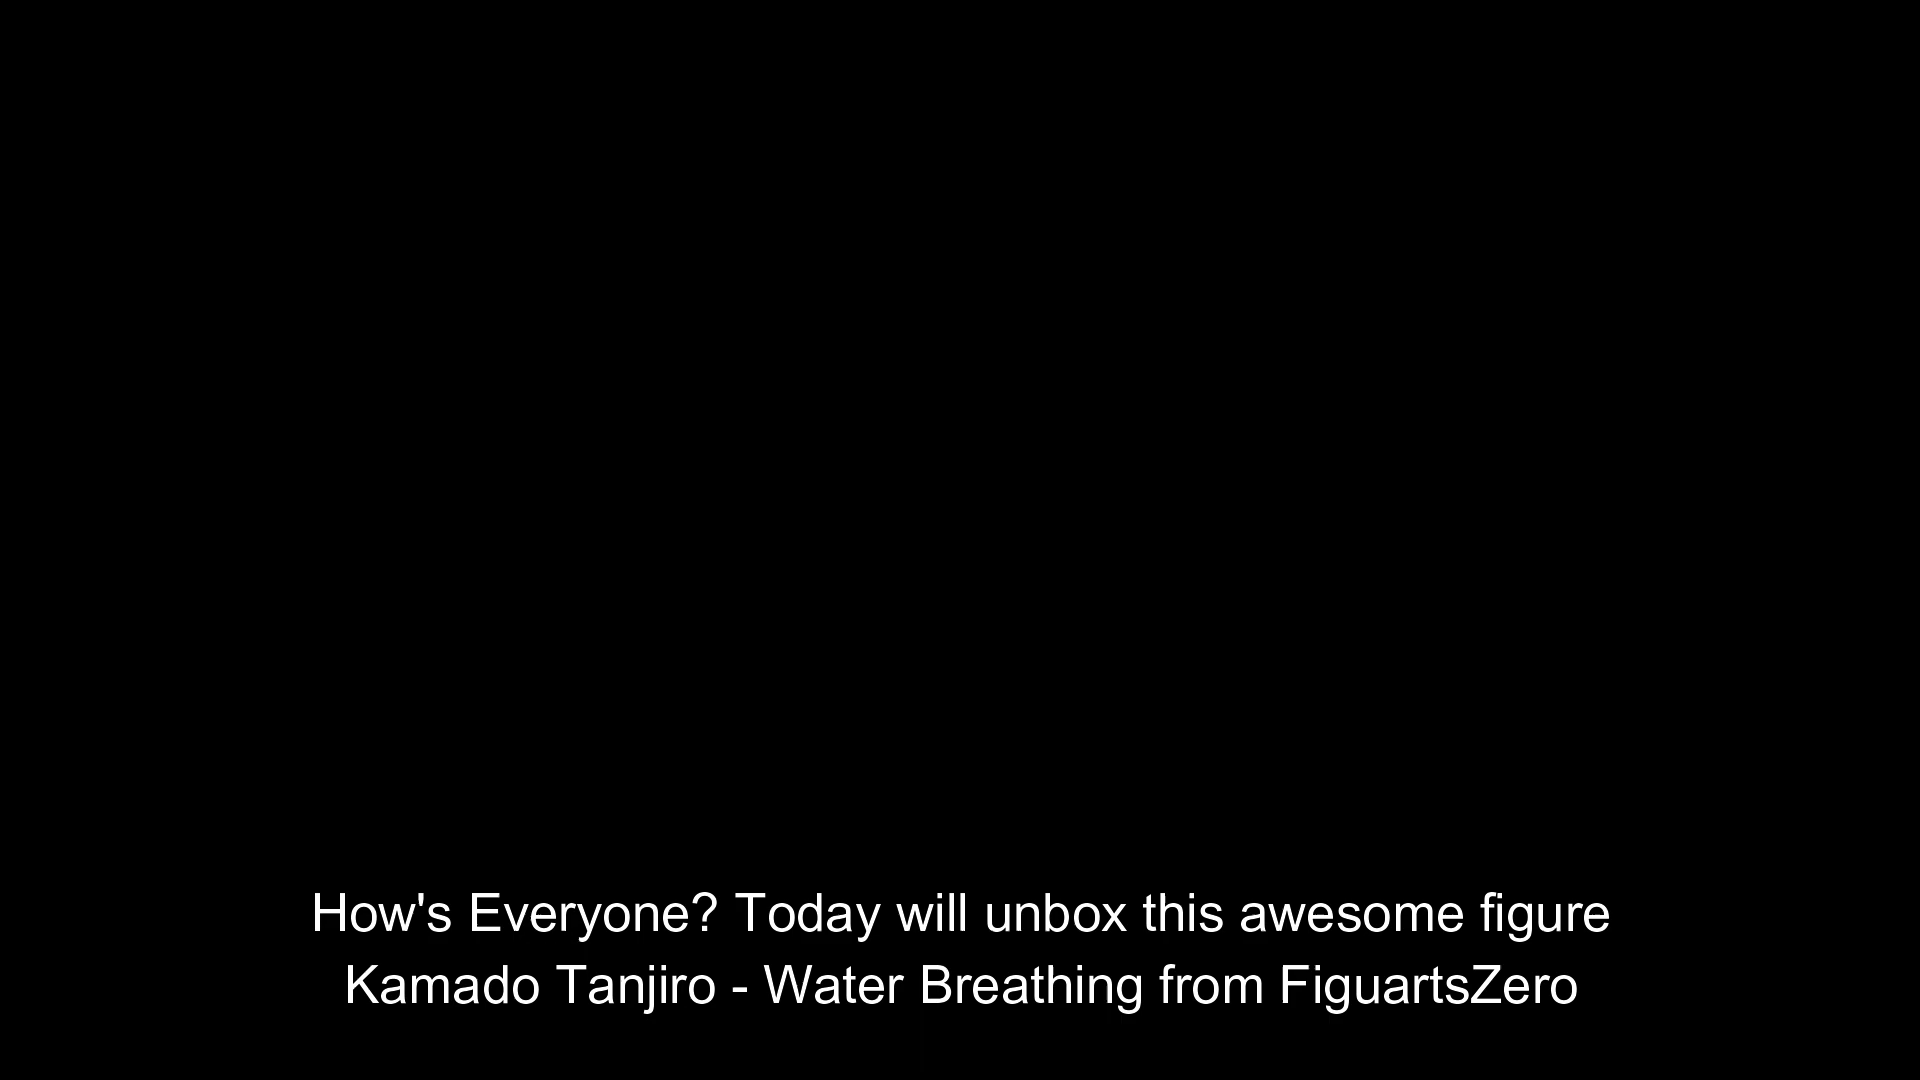 How's Everyone? Today will unbox this awesome figure
Kamado Tanjiro - Water Breathing from FiguartsZero